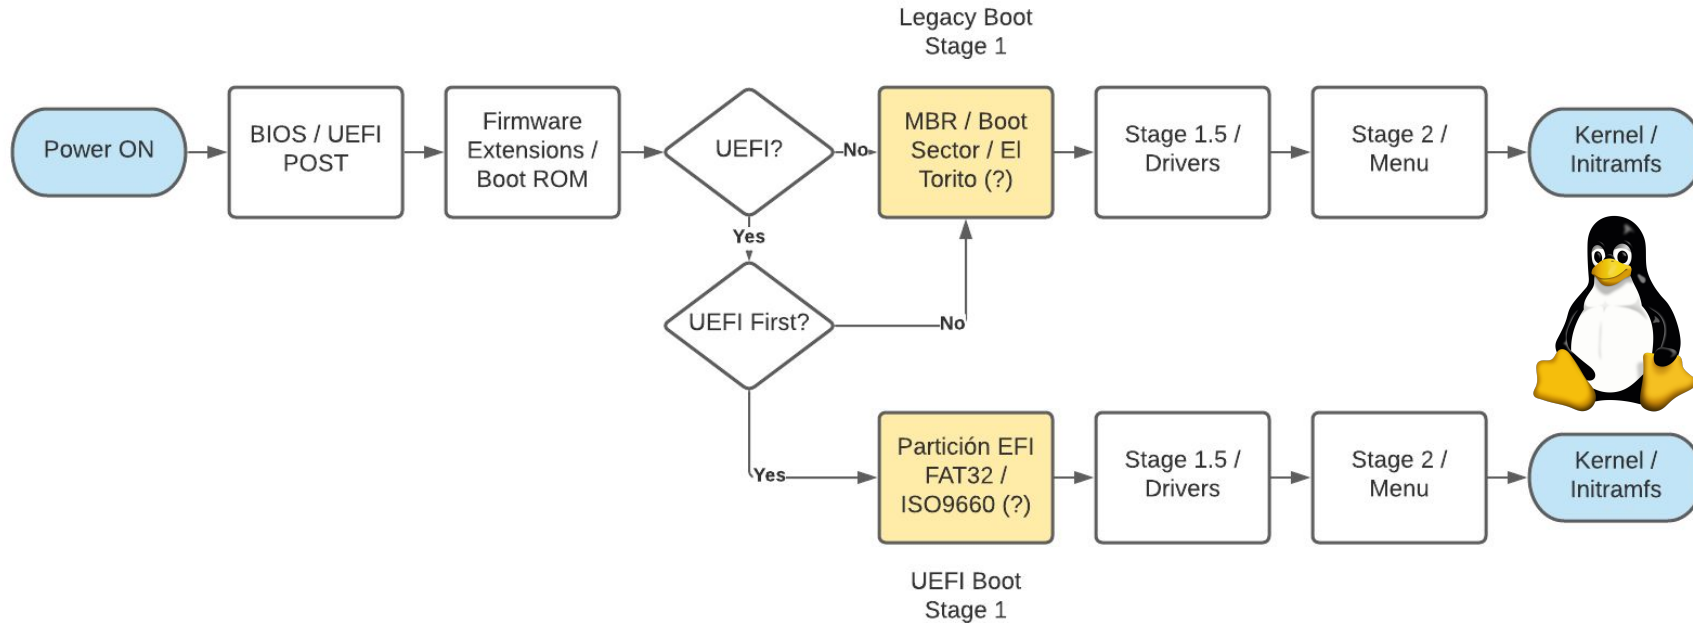 Legacy Boot
Stage 1
Power ON
BIOS / UEFI
POST
Firmware
Extensions /
Boot ROM
UEFI?
No
MBR / Boot
Sector / El
Torito (?)
Stage 1.5 /
Drivers
Stage 2 /
Menu
Kernel /
Initramfs
Yes
UEFI First?
No
Yes
Partición EFI
FAT32 /
ISO9660 (?)
Stage 1.5 /
Drivers
Stage 2 /
Menu
Kernel /
Initramfs
UEFI Boot
Stage 1